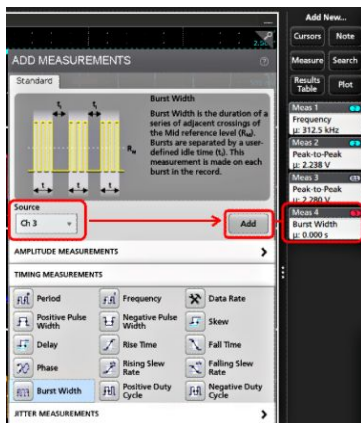 Add New...
Cursors Note
Measure Search
Results Table Plot
ADD MEASUREMENTS
Standard
Burst Width
Burst Width is the duration of a
series of adjacent crossings of
the Mid reference level (RM).
Bursts are separated by a user-
defined idle time (tI). This
measurement is made on each
burst in the record.
Source
Ch 3
Add
AMPLITUDE MEASUREMENTS
TIMING MEASUREMENTS
Period Frequency Data Rate
Positive Pulse Width Negative Pulse Width Skew
Delay Rise Time Fall Time
Phase Rising Slew Rate Falling Slew Rate
Burst Width Positive Duty Cycle Negative Duty Cycle
JITTER MEASUREMENTS
Meas 1
Frequency
μ: 312.5 kHz
Meas 2
Peak-to-Peak
μ: 2.238 V
Meas 3
Peak-to-Peak
μ: 2.280 V
Meas 4
Burst Width
μ: 0.000 s